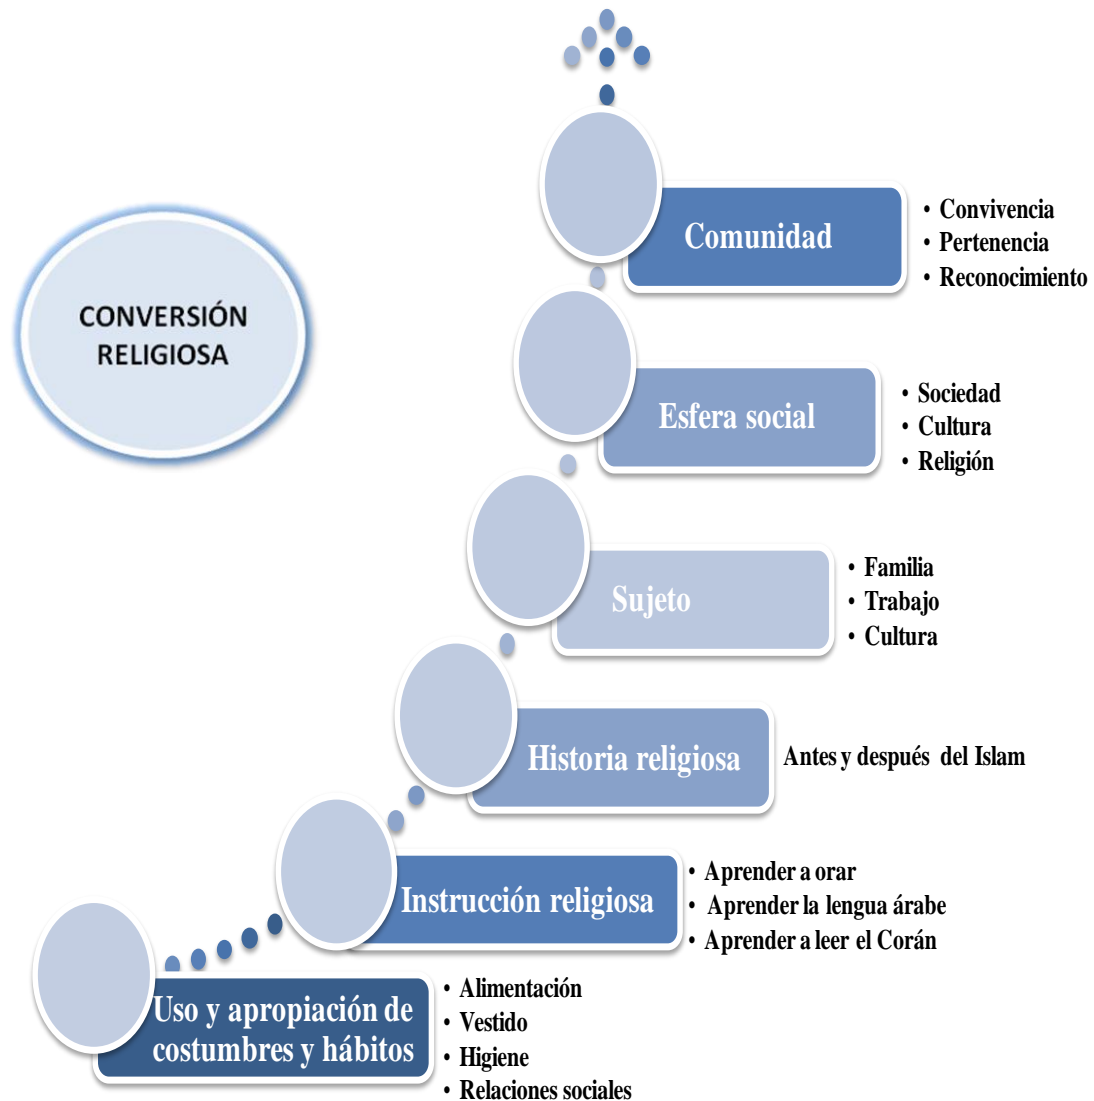 CONVERSIÓN
RELIGIOSA
Comunidad
• Convivencia
• Pertenencia
• Reconocimiento
Esfera social
• Sociedad
• Cultura
• Religión
Sujeto
• Familia
• Trabajo
• Cultura
Historia religiosa
Antes y después del Islam
Instrucción religiosa
• Aprender a orar
• Aprender la lengua árabe
• Aprender a leer el Corán
Uso y apropiación de
costumbres y hábitos
• Alimentación
• Vestido
• Higiene
• Relaciones sociales